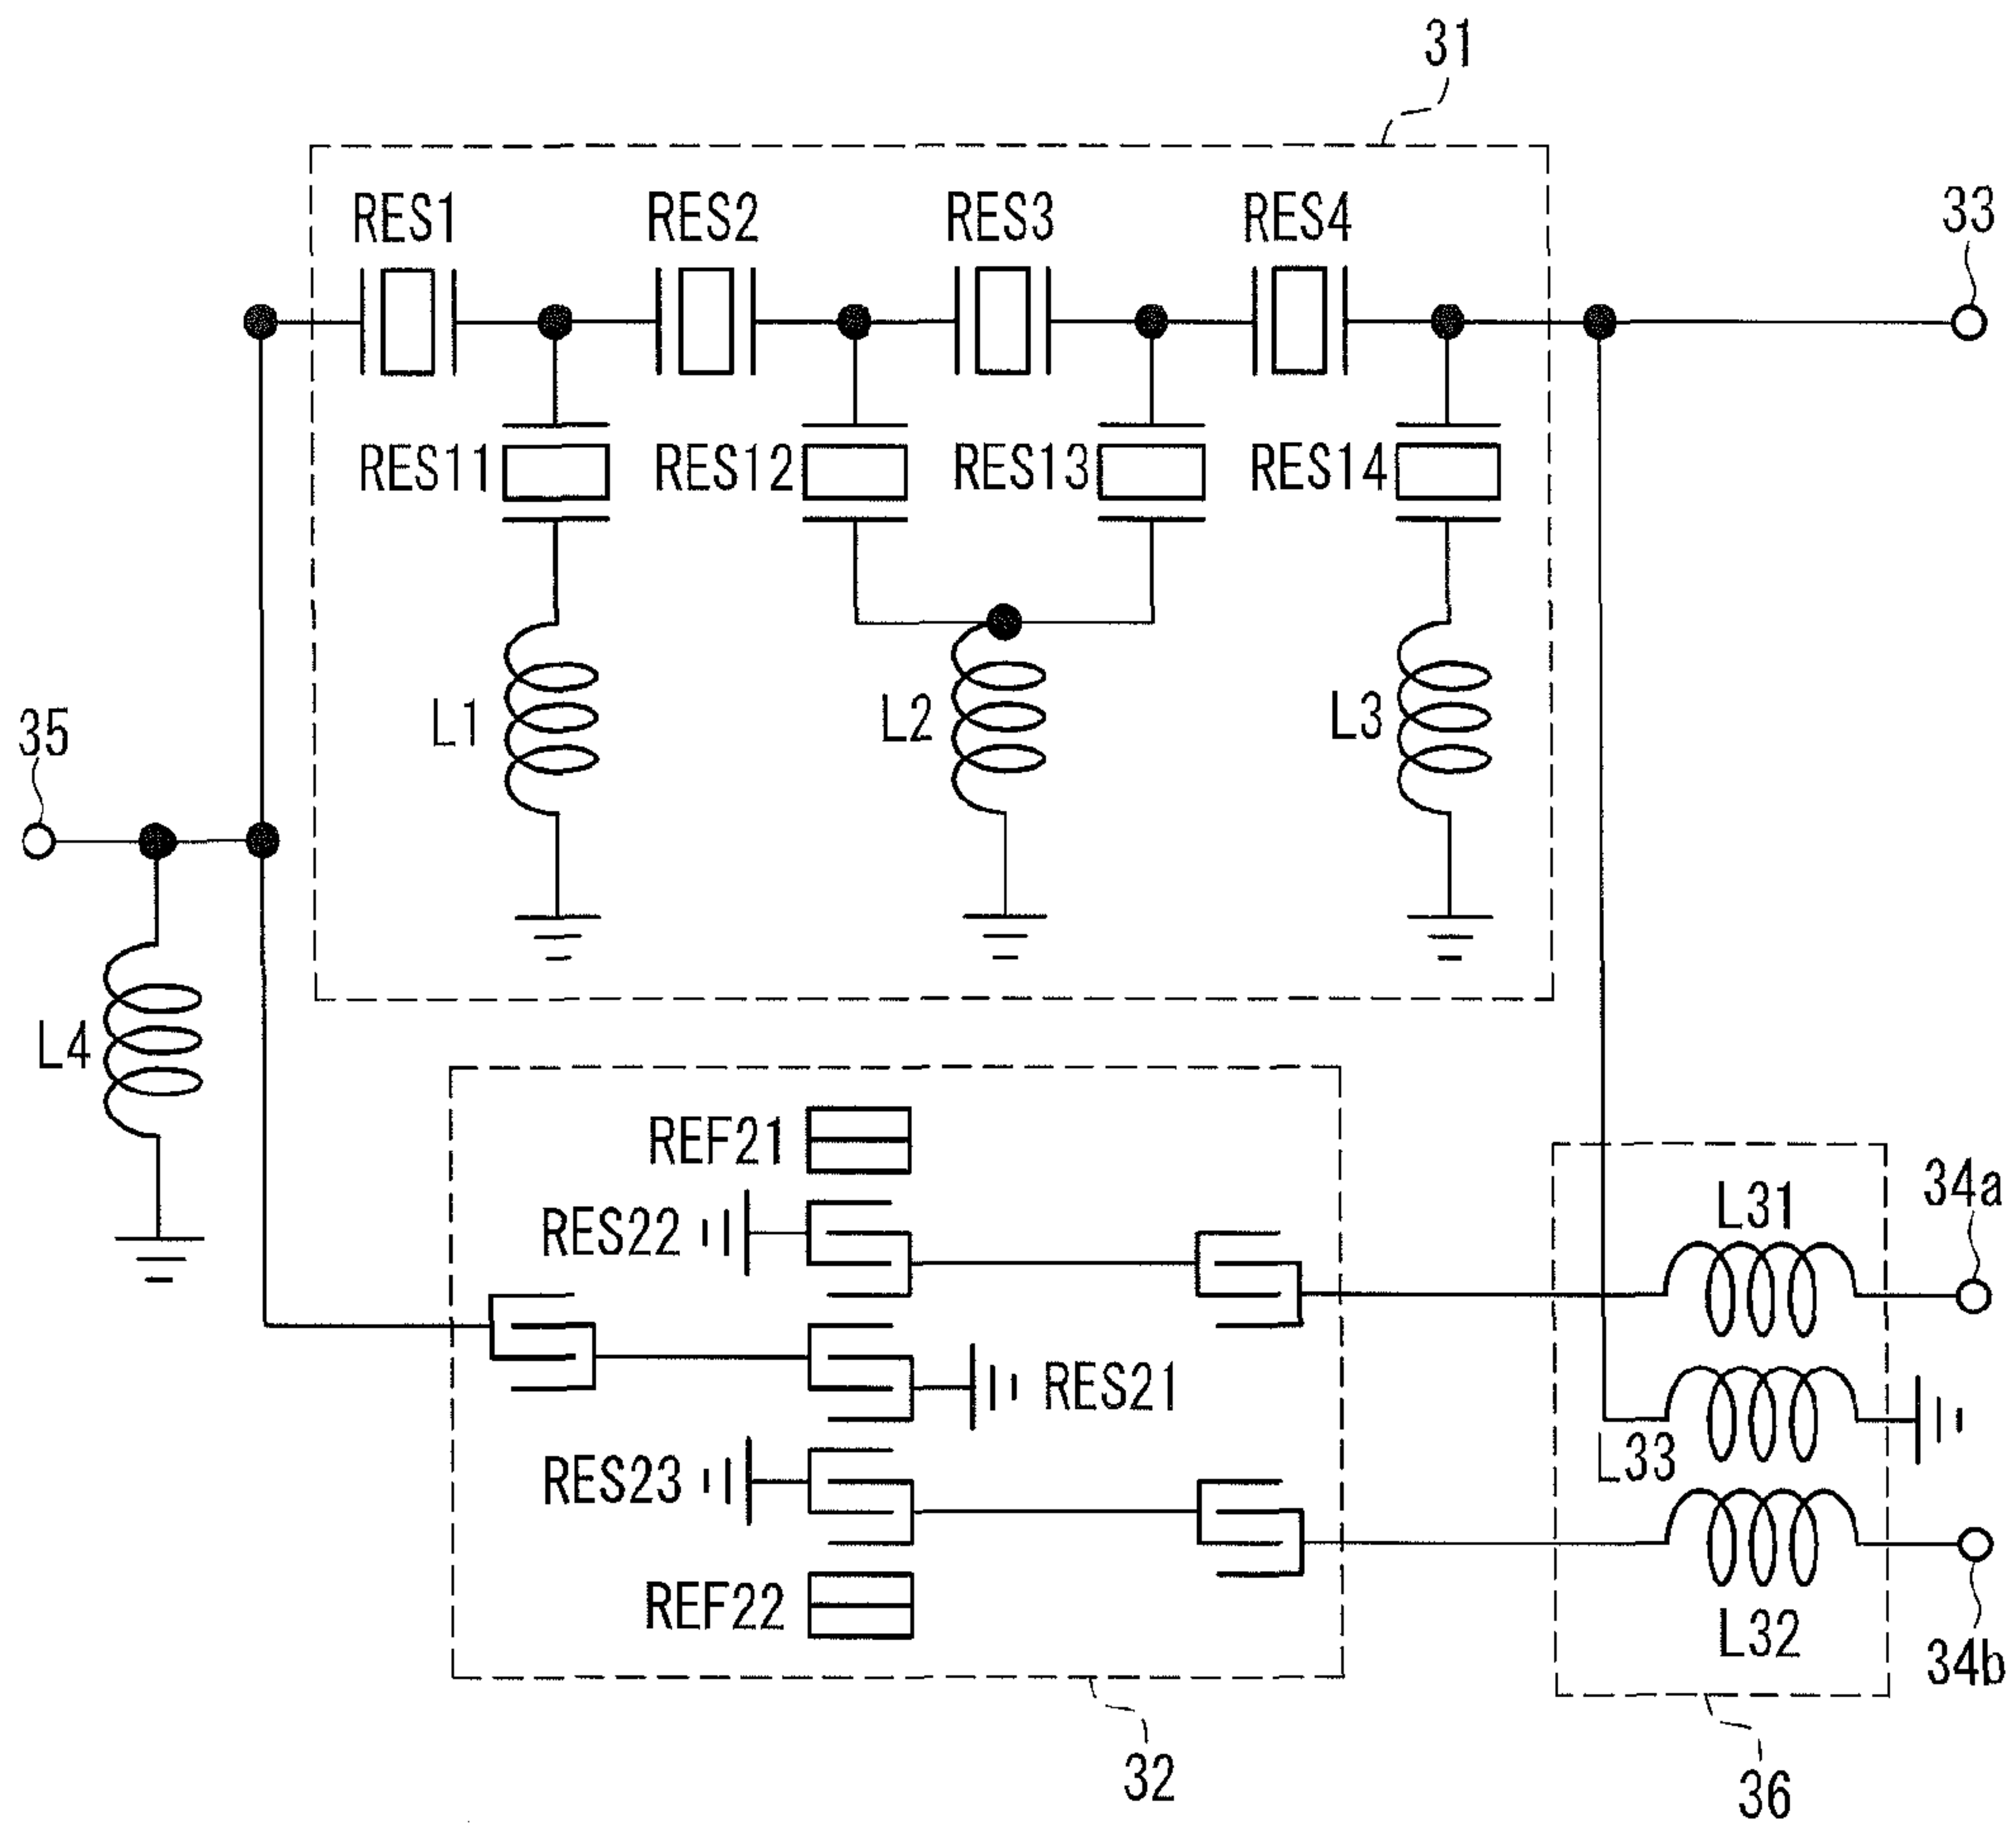 31
RES1 RES2 RES3 RES4
33
RES11 RES12 RES13 RES14
L1 L2 L3
35
L4
REF21
RES22
RES21
RES23
REF22
L31
34a
L33
L32
34b
32
36